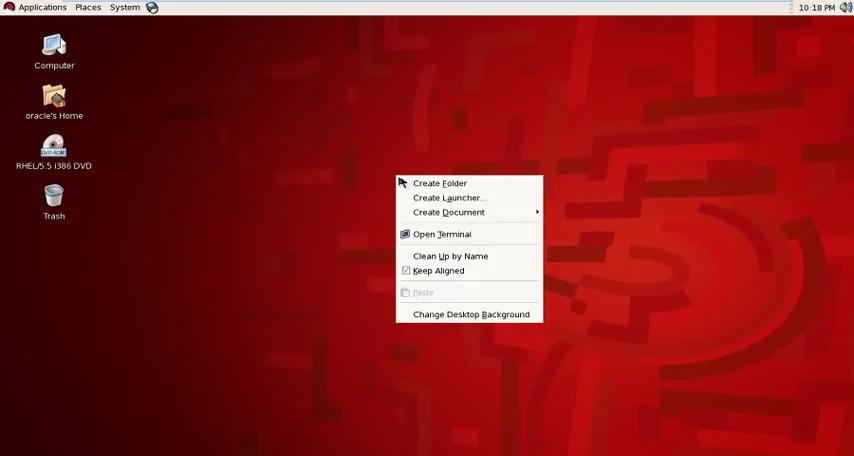 Applications Places System 10:18 PM
Computer
oracle's Home
RHEL/5.5 i386 DVD
Trash
Create Folder
Create Launcher...
Create Document
Open Terminal
Clean Up by Name
Keep Aligned
Paste
Change Desktop Background